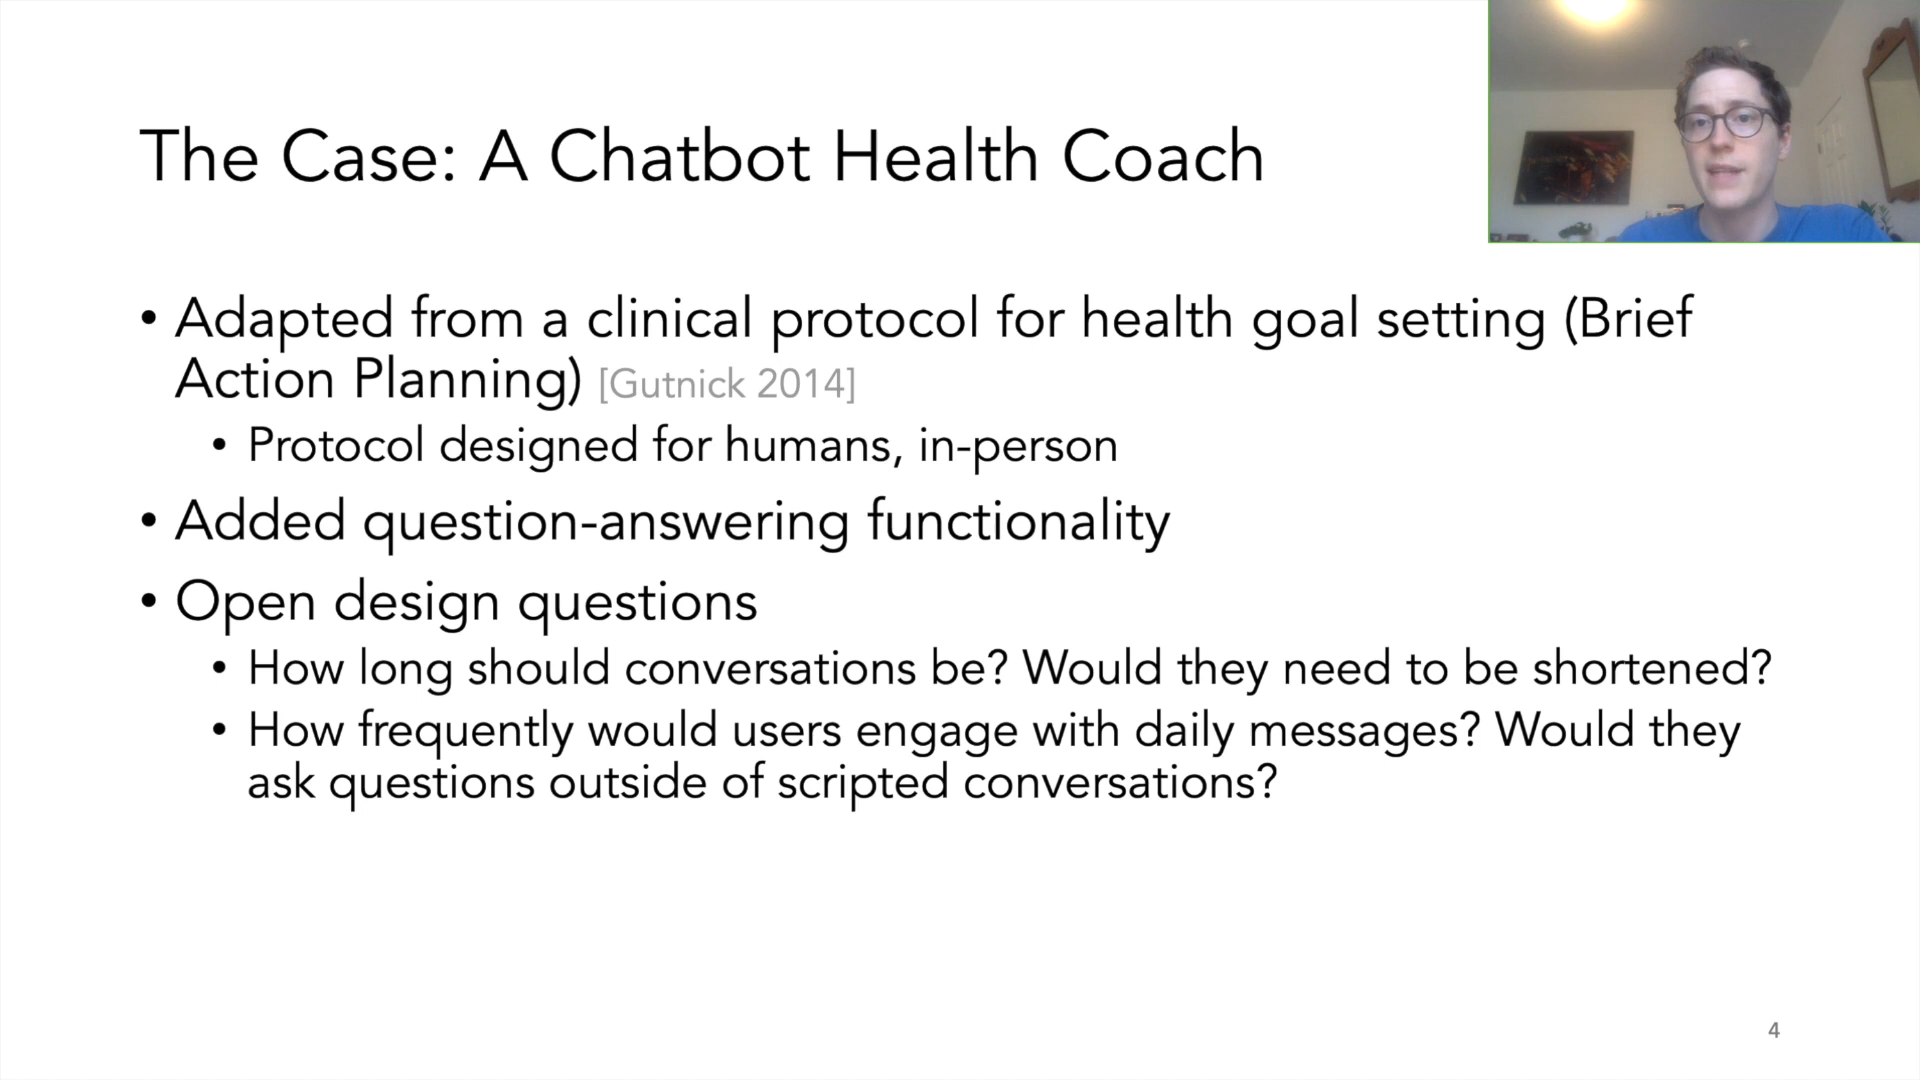 The Case: A Chatbot Health Coach
• Adapted from a clinical protocol for health goal setting (Brief
Action Planning) [Gutnick 2014]
• Protocol designed for humans, in-person
• Added question-answering functionality
• Open design questions
• How long should conversations be? Would they need to be shortened?
• How frequently would users engage with daily messages? Would they
ask questions outside of scripted conversations?
4